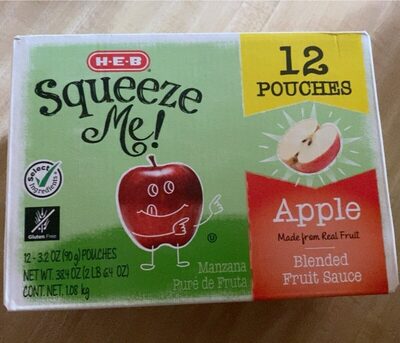 H-E-B
Squeeze
Me!
12
POUCHES
Select
Ingredients
Gluten Free
Apple
Made from Real Fruit
Blended
Fruit Sauce
U
Manzana
Puré de Fruta
12 - 3.2 OZ (90 g) POUCHES
NET WT. 38.4 OZ (2 LB 6.4 OZ)
CONT. NET. 1.08 kg